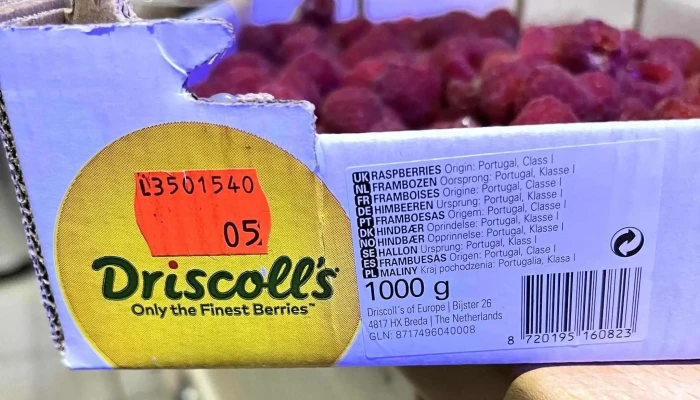 L3501540
05
Driscoll's
Only the Finest Berries™
UK RASPBERRIES Origin: Portugal, Class I
NL FRAMBOZEN Oorsprong: Portugal, Klasse I
FR FRAMBOISES Origine: Portugal, Classe I
DE HIMBEEREN Ursprung: Portugal, Klasse I
PT FRAMBOESAS Origem: Portugal, Classe I
DK HINDBÆR Oprindelse: Portugal, Klasse I
NO HINDBÆR Opprinnelse: Portugal, Klasse I
SE HALLON Ursprung: Portugal, Klass I
ES FRAMBUESAS Origen: Portugal, Clase I
PL MALINY Kraj pochodzenia: Portugalia, Klasa I
1000 g
Driscoll's of Europe | Bijster 26
4817 HX Breda | The Netherlands
GLN: 8717496040008
8 720195 160823